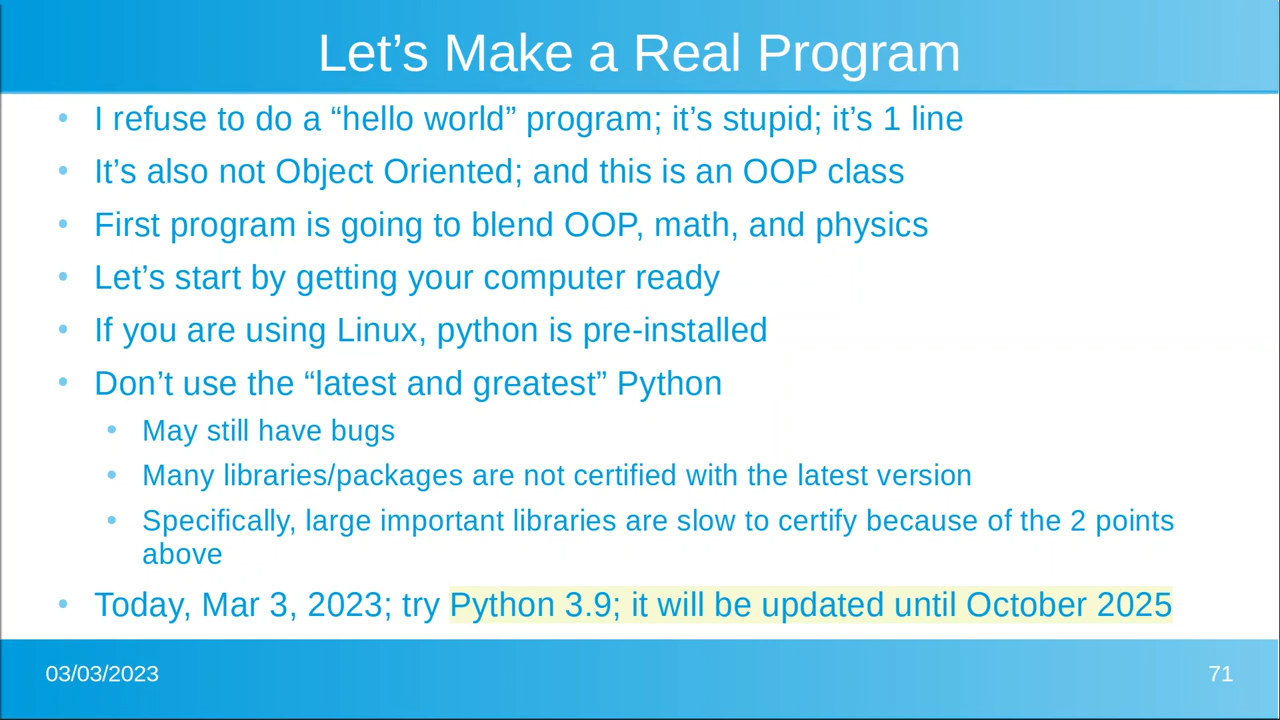 Let’s Make a Real Program
I refuse to do a “hello world” program; it’s stupid; it’s 1 line
It’s also not Object Oriented; and this is an OOP class
First program is going to blend OOP, math, and physics
Let’s start by getting your computer ready
If you are using Linux, python is pre-installed
Don’t use the “latest and greatest” Python
May still have bugs
Many libraries/packages are not certified with the latest version
Specifically, large important libraries are slow to certify because of the 2 points
above
Today, Mar 3, 2023; try Python 3.9; it will be updated until October 2025
03/03/2023
71